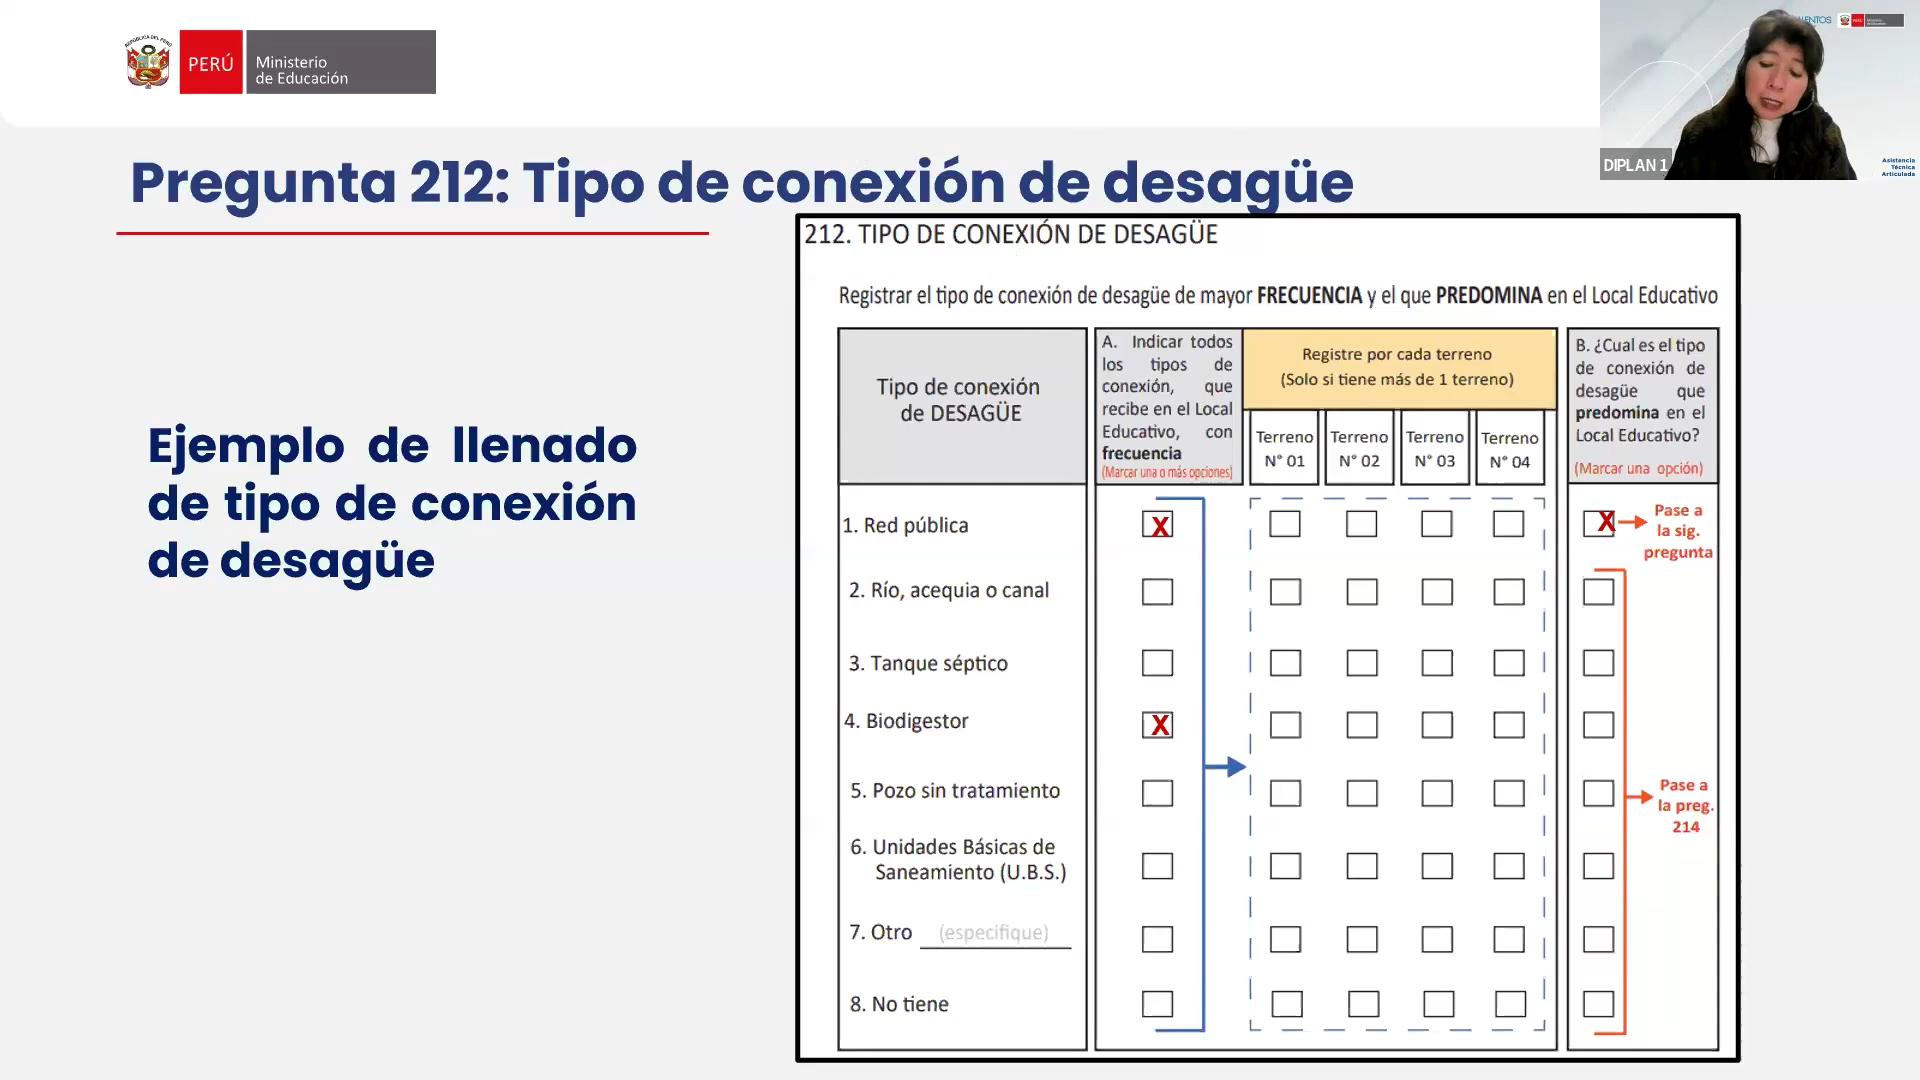 PERÚ
Ministerio
de Educación
DIPLAN 1
Asistencia
Técnica
Articulada
Pregunta 212: Tipo de conexión de desagüe
Ejemplo de llenado
de tipo de conexión
de desagüe
212. TIPO DE CONEXIÓN DE DESAGÜE
Registrar el tipo de conexión de desagüe de mayor FRECUENCIA y el que PREDOMINA en el Local Educativo
Tipo de conexión
de DESAGÜE
A. Indicar todos
los tipos de
conexión, que
recibe en el Local
Educativo, con
frecuencia
(Marcar una o más opciones)
Registre por cada terreno
(Solo si tiene más de 1 terreno)
Terreno
N° 01
Terreno
N° 02
Terreno
N° 03
Terreno
N° 04
B. ¿Cual es el tipo
de conexión de
desagüe que
predomina en el
Local Educativo?
(Marcar una opción)
1. Red pública
X
X
Pase a
la sig.
pregunta
2. Río, acequia o canal
3. Tanque séptico
4. Biodigestor
X
5. Pozo sin tratamiento
Pase a
la preg.
214
6. Unidades Básicas de
Saneamiento (U.B.S.)
7. Otro (especifique)
8. No tiene